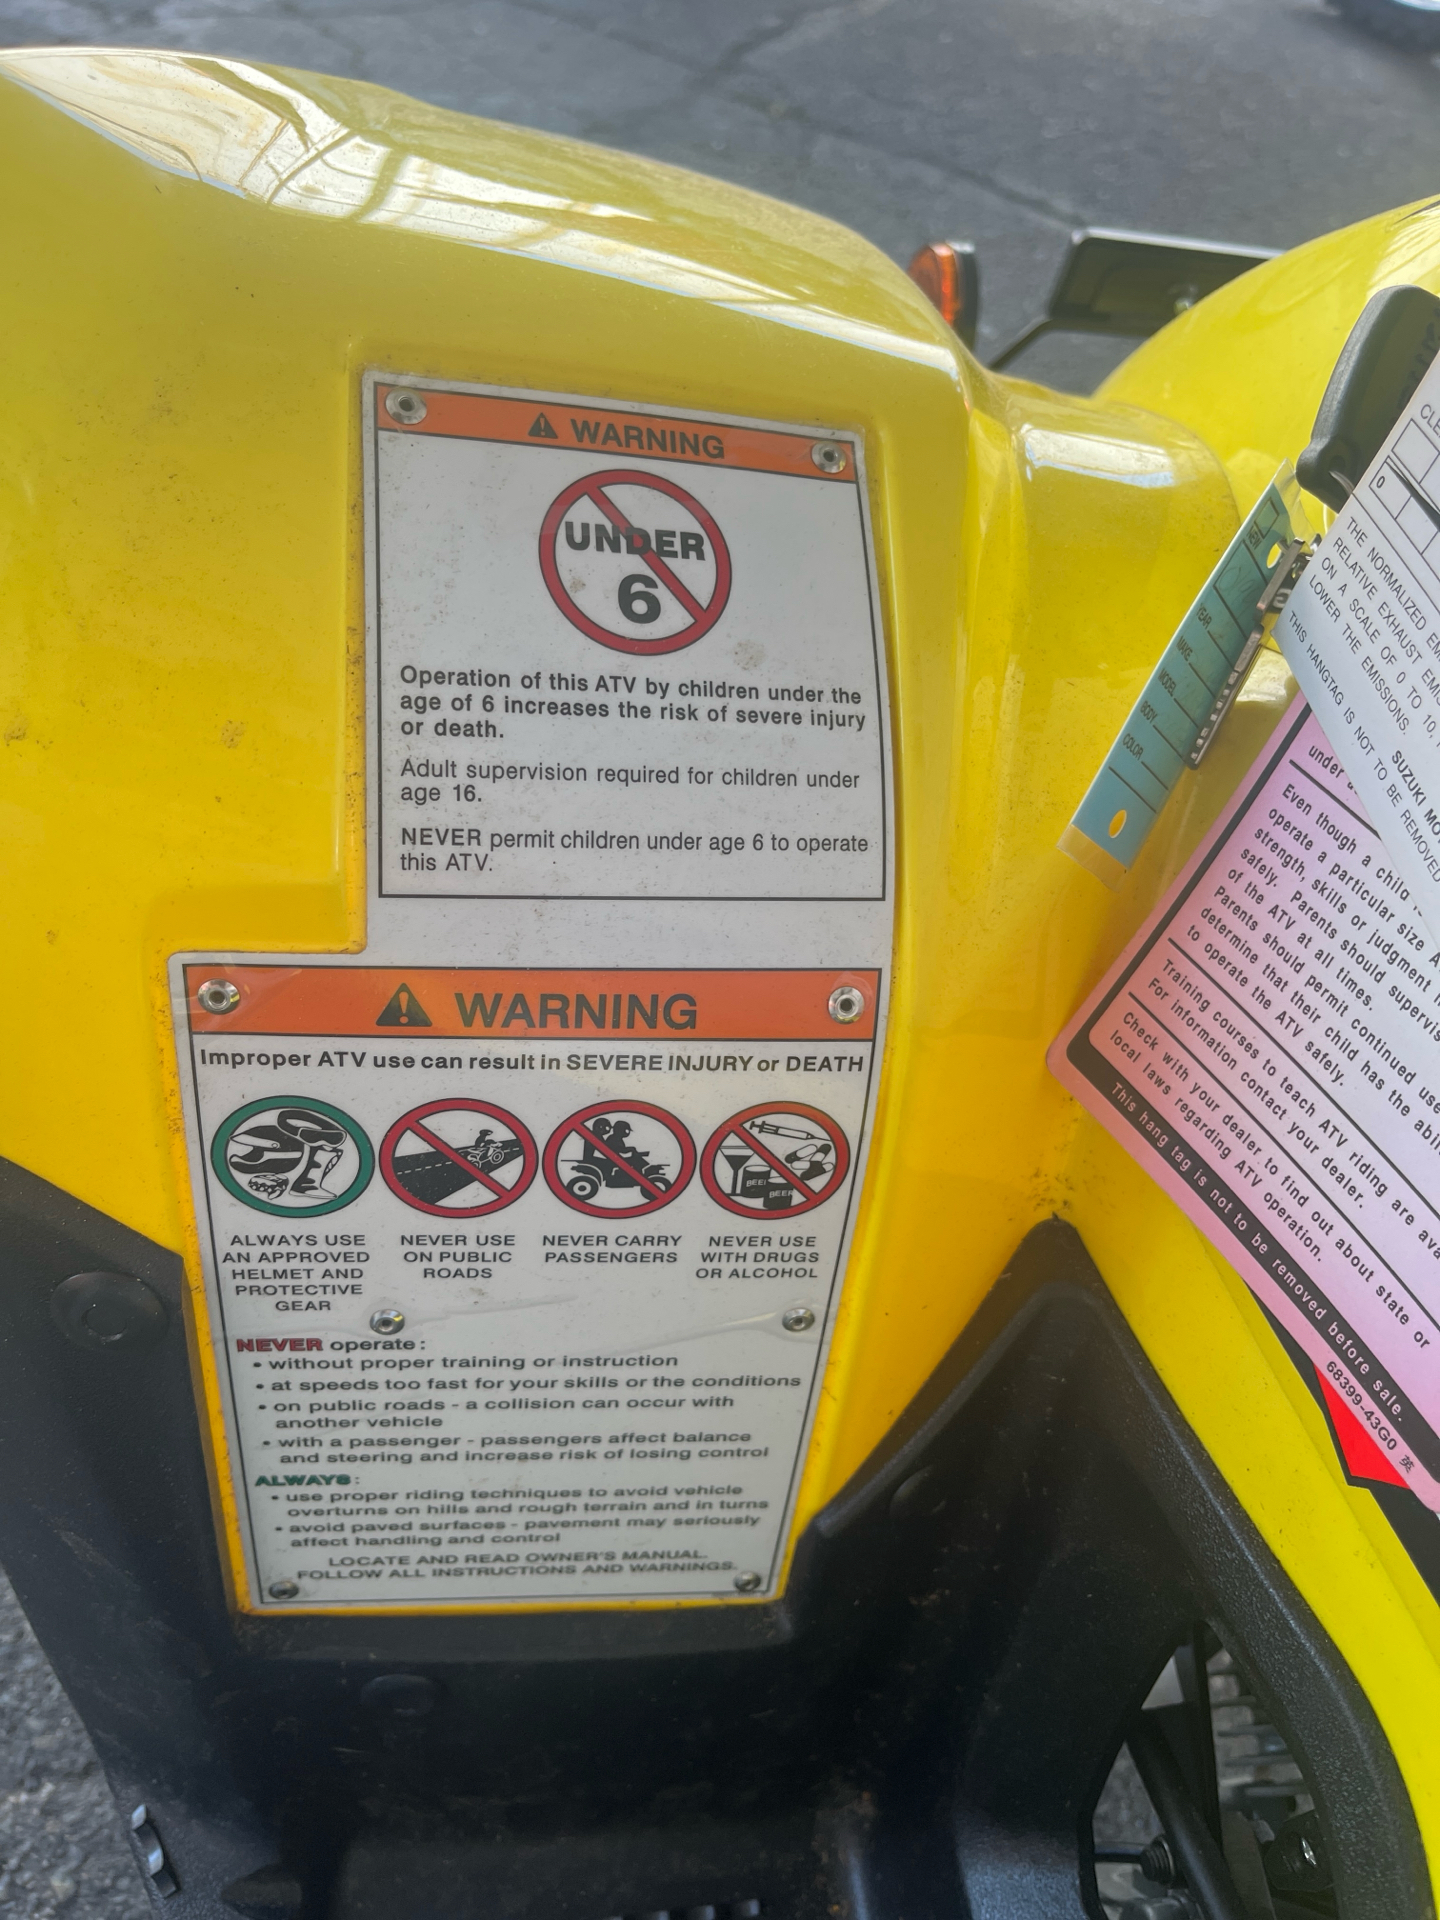 WARNING
UNDER
6
Operation of this ATV by children under the
age of 6 increases the risk of severe injury
or death.
Adult supervision required for children under
age 16.
NEVER permit children under age 6 to operate
this ATV.
WARNING
Improper ATV use can result in SEVERE INJURY or DEATH
BEER
BEER
ALWAYS USE
AN APPROVED
HELMET AND
PROTECTIVE
GEAR
NEVER USE
ON PUBLIC
ROADS
NEVER CARRY
PASSENGERS
NEVER USE
WITH DRUGS
OR ALCOHOL
NEVER operate:
• without proper training or instruction
• at speeds too fast for your skills or the conditions
• on public roads - a collision can occur with
another vehicle
• with a passenger - passengers affect balance
and steering and increase risk of losing control
ALWAYS:
• use proper riding techniques to avoid vehicle
overturns on hills and rough terrain and in turns
• avoid paved surfaces - pavement may seriously
affect handling and control
LOCATE AND READ OWNER'S MANUAL.
FOLLOW ALL INSTRUCTIONS AND WARNINGS.
YEAR
MAKE
MODEL
BODY
COLOR
0
THE NORMALIZED
RELATIVE EXHAUST
ON A SCALE OF 0 TO 10,
LOWER THE EMISSIONS.
THIS HANGTAG IS NOT TO BE REMOVED
SUZUKI
under
Even though a child
operate a particular size
strength, skills or judgment
safely. Parents should
of the ATV at all times.
Parents should permit continued use
determine that their child has the
to operate the ATV safely.
Training courses to teach ATV riding are
For information contact your dealer.
Check with your dealer to find out about state or
local laws regarding ATV operation.
This hang tag is not to be removed before sale.
68399-43G0 英